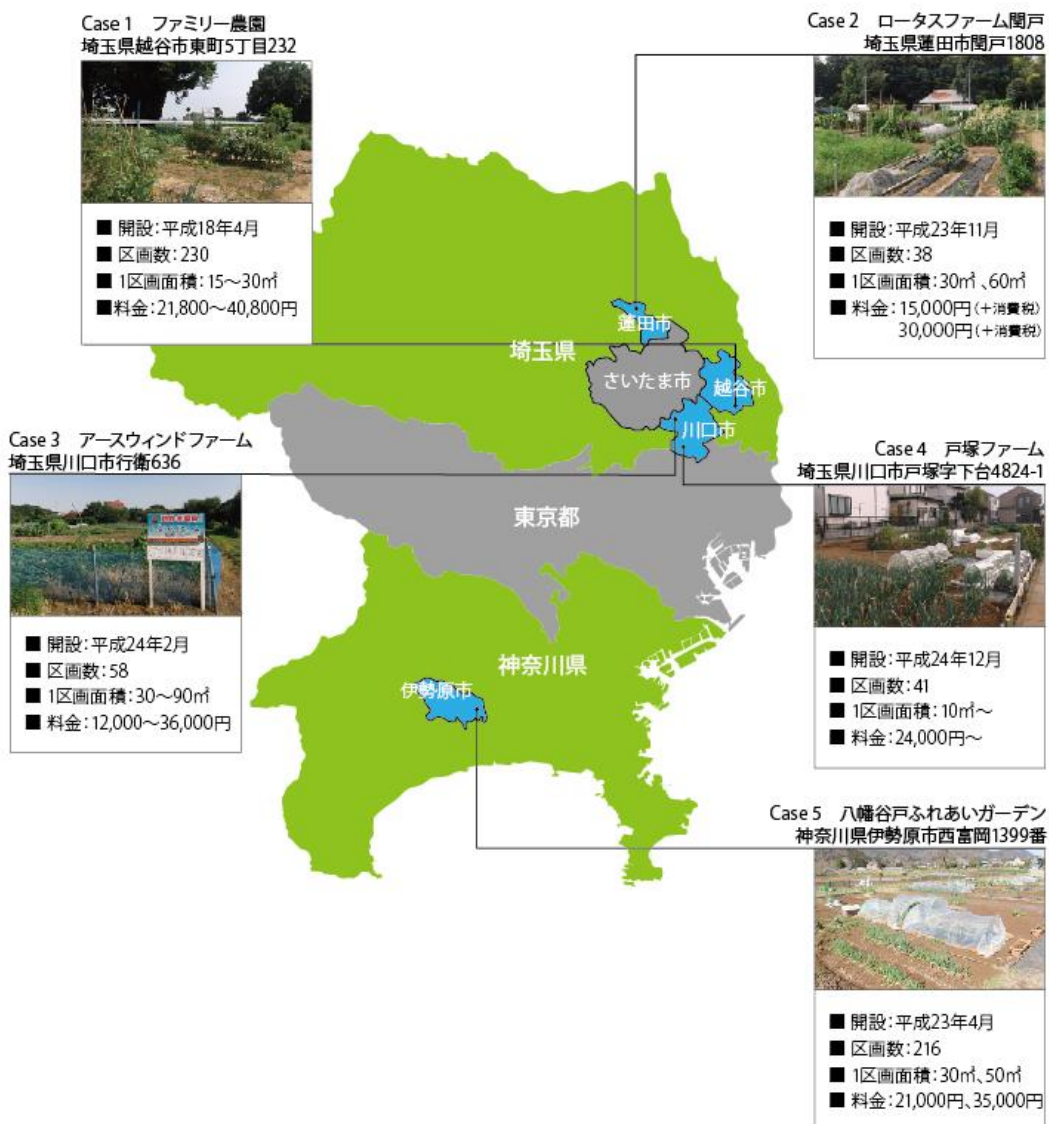 Case 1　ファミリー農園
埼玉県越谷市東町5丁目232
■ 開設：平成18年4月
■ 区画数：230
■ 1区画面積：15～30㎡
■料金：21,800～40,800円
Case 2　ロータスファーム関戸
埼玉県蓮田市関戸1808
■ 開設：平成23年11月
■ 区画数：38
■ 1区画面積：30㎡、60㎡
■ 料金：15,000円（＋消費税）
30,000円（＋消費税）
蓮田市
埼玉県
さいたま市
越谷市
川口市
Case 3　アースウィンドファーム
埼玉県川口市行衛636
■ 開設：平成24年2月
■ 区画数：58
■ 1区画面積：30～90㎡
■ 料金：12,000～36,000円
東京都
Case 4　戸塚ファーム
埼玉県川口市戸塚字下台4824-1
■ 開設：平成24年12月
■ 区画数：41
■ 1区画面積：10㎡～
■ 料金：24,000円～
神奈川県
伊勢原市
Case 5　八幡谷戸ふれあいガーデン
神奈川県伊勢原市西富岡1399番
■ 開設：平成23年4月
■ 区画数：216
■ 1区画面積：30㎡、50㎡
■ 料金：21,000円、35,000円